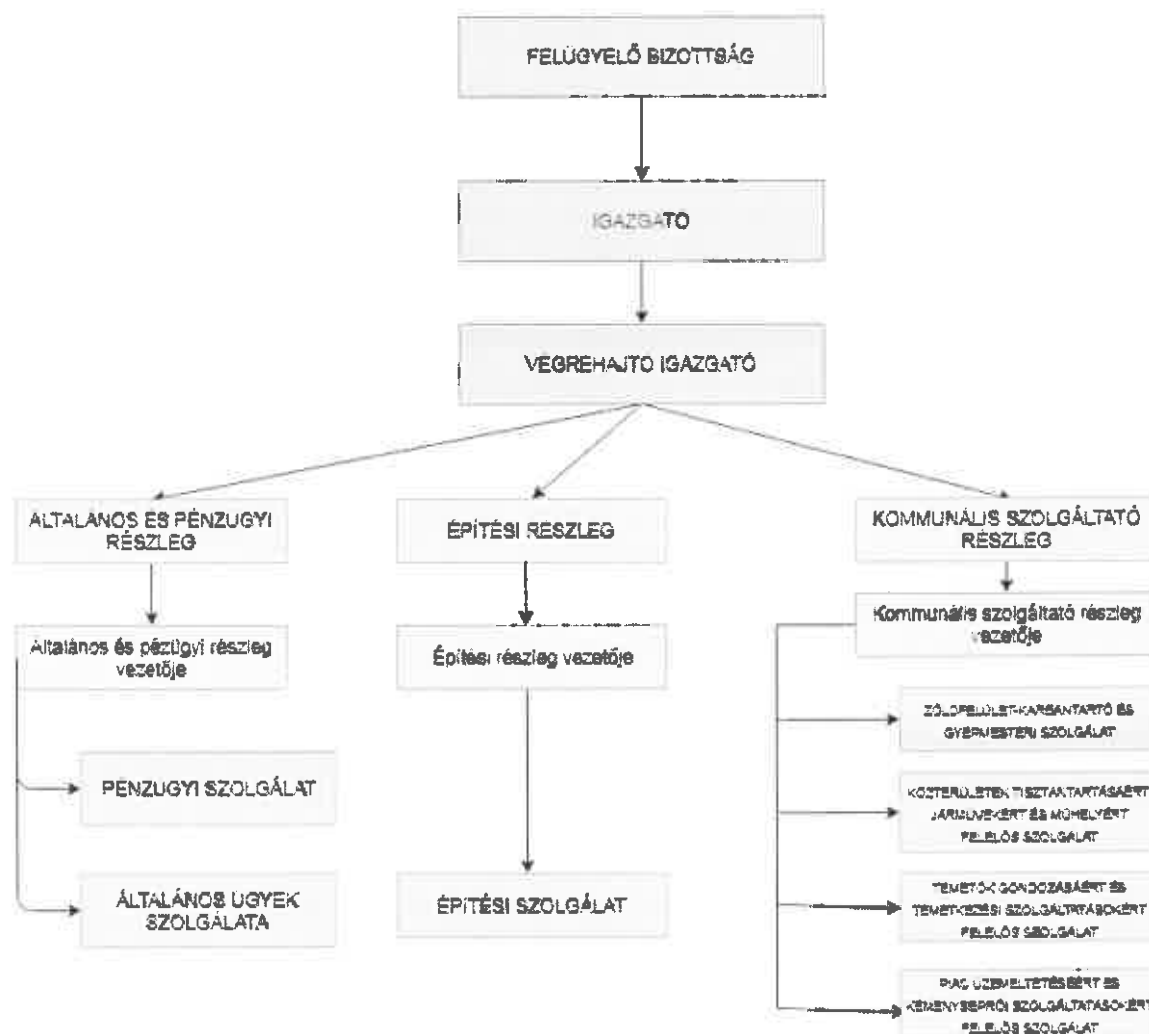 FELÜGYELŐ BIZOTTSÁG
IGAZGATÓ
VÉGREHAJTÓ IGAZGATÓ
ÁLTALÁNOS ÉS PÉNZÜGYI
RÉSZLEG
ÉPÍTÉSI RÉSZLEG
KOMMUNÁLIS SZOLGÁLTATÓ
RÉSZLEG
Általános és pézügyi részleg
vezetője
Építési részleg vezetője
Kommunális szolgáltató részleg
vezetője
PÉNZÜGYI SZOLGÁLAT
ÁLTALÁNOS ÜGYEK
SZOLGÁLATA
ÉPÍTÉSI SZOLGÁLAT
ZÖLDFELÜLET-KARBANTARTÓ ÉS
GYEPMESTERI SZOLGÁLAT
KÖZTERÜLETEK TISZTÁNTARTÁSÁÉRT
JÁRMŰVEKÉRT ÉS MŰHELYÉRT
FELELŐS SZOLGÁLAT
TEMETŐK GONDOZÁSÁÉRT ÉS
TEMETKEZÉSI SZOLGÁLTATÁSOKÉRT
FELELŐS SZOLGÁLAT
PIAC ÜZEMELTETÉSÉÉRT ÉS
KÉMÉNYSEPRŐI SZOLGÁLTATÁSOKÉRT
FELELŐS SZOLGÁLAT